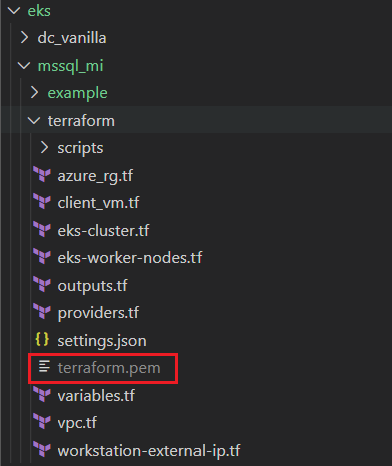 eks
dc_vanilla
mssql_mi
example
terraform
scripts
azure_rg.tf
client_vm.tf
eks-cluster.tf
eks-worker-nodes.tf
outputs.tf
providers.tf
{} settings.json
terraform.pem
variables.tf
vpc.tf
workstation-external-ip.tf